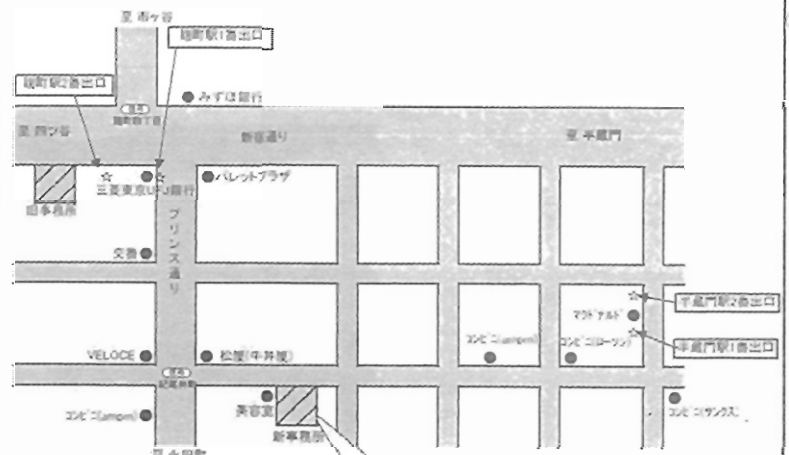 至 市ヶ谷
麹町駅1番出口
麹町駅2番出口
みずほ銀行
麹町四丁目
至 四ツ谷
新宿通り
至 半蔵門
三菱東京UFJ銀行
パレットプラザ
旧事務所
プリンス通り
交番
半蔵門駅2番出口
マクドナルド
コンビニ(ampm)
コンビニ(ローソン)
半蔵門駅1番出口
VELOCE
松屋(牛丼屋)
コンビニ(ampm)
美容室
新事務所
コンビニ(サンクス)